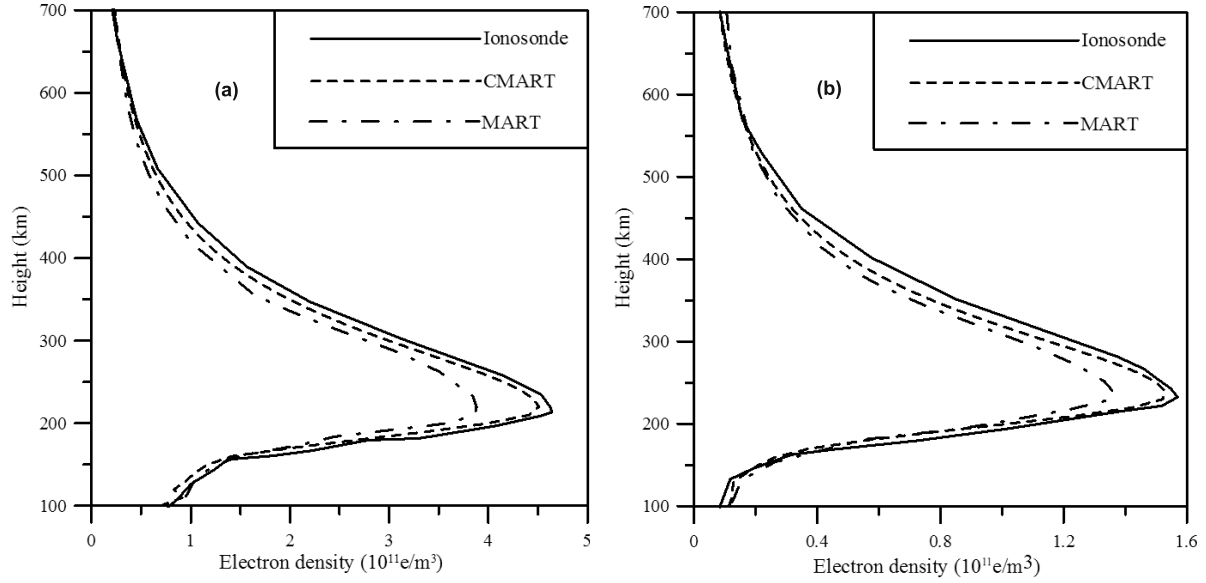 700
600
500
400
300
200
100
Height (km)
(a)
Ionosonde
CMART
MART
0
1
2
3
4
5
Electron density (10¹¹e/m³)
700
600
500
400
300
200
100
Height (km)
(b)
Ionosonde
CMART
MART
0
0.4
0.8
1.2
1.6
Electron density (10¹¹e/m³)